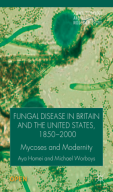 FUNGAL DISEASE IN BRITAIN
AND THE UNITED STATES,
1850–2000
Mycoses and Modernity
Aya Homei and Michael Worboys